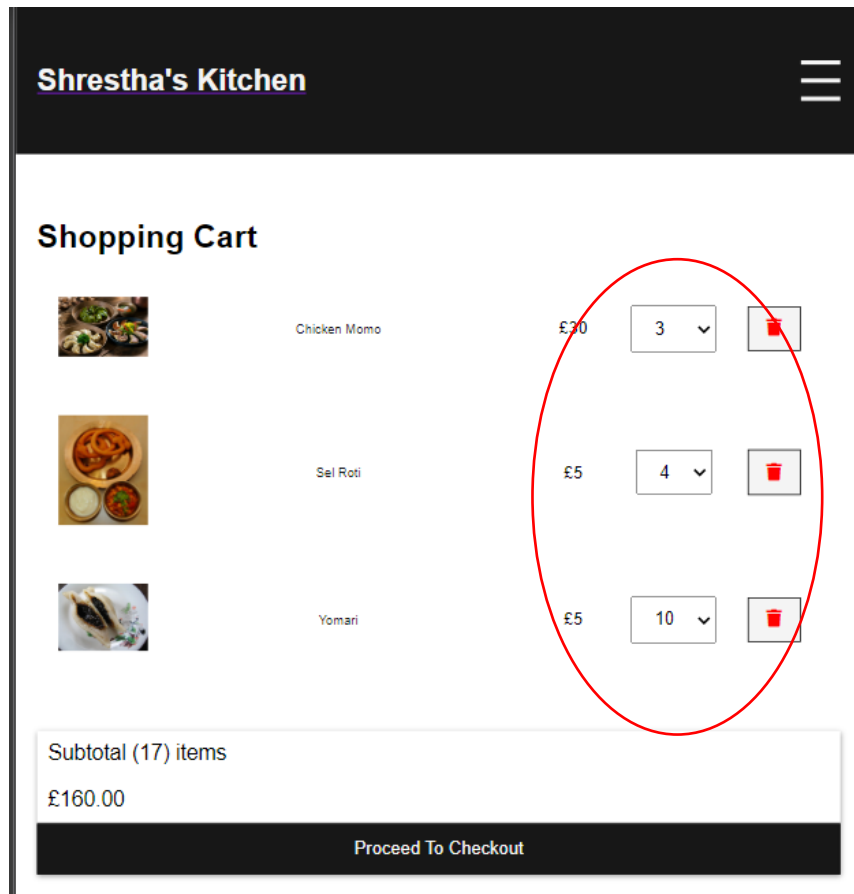 Shrestha's Kitchen
Shopping Cart
Chicken Momo £30 3
Sel Roti £5 4
Yomari £5 10
Subtotal (17) items
£160.00
Proceed To Checkout